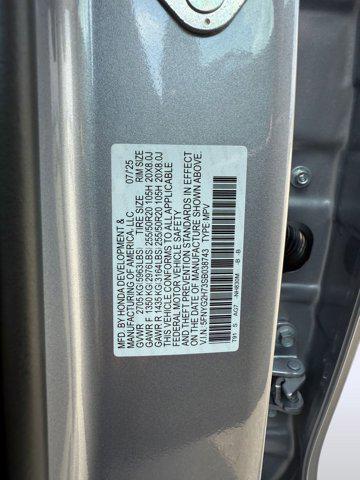 MFD. BY HONDA DEVELOPMENT & 07/25
MANUFACTURING OF AMERICA, LLC
GVWR 2705 KG(5963LBS) TIRE SIZE RIM SIZE
GAWR F 1350 KG(2976LBS) 255/50R20 105H 20X8.0J
GAWR R 1435 KG(3164LBS) 255/50R20 105H 20X8.0J
THIS VEHICLE CONFORMS TO ALL APPLICABLE
FEDERAL MOTOR VEHICLE SAFETY
AND THEFT PREVENTION STANDARDS IN EFFECT
ON THE DATE OF MANUFACTURE SHOWN ABOVE.
V.I.N. 5FNYG2H73SB038743 TYPE: MPV
T91 S A07 -B -B